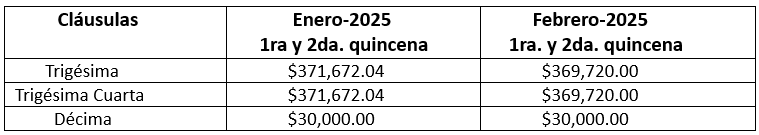 Cláusulas Enero-2025 Febrero-2025
1ra y 2da. quincena 1ra. y 2da. quincena
Trigésima $371,672.04 $369,720.00
Trigésima Cuarta $371,672.04 $369,720.00
Décima $30,000.00 $30,000.00